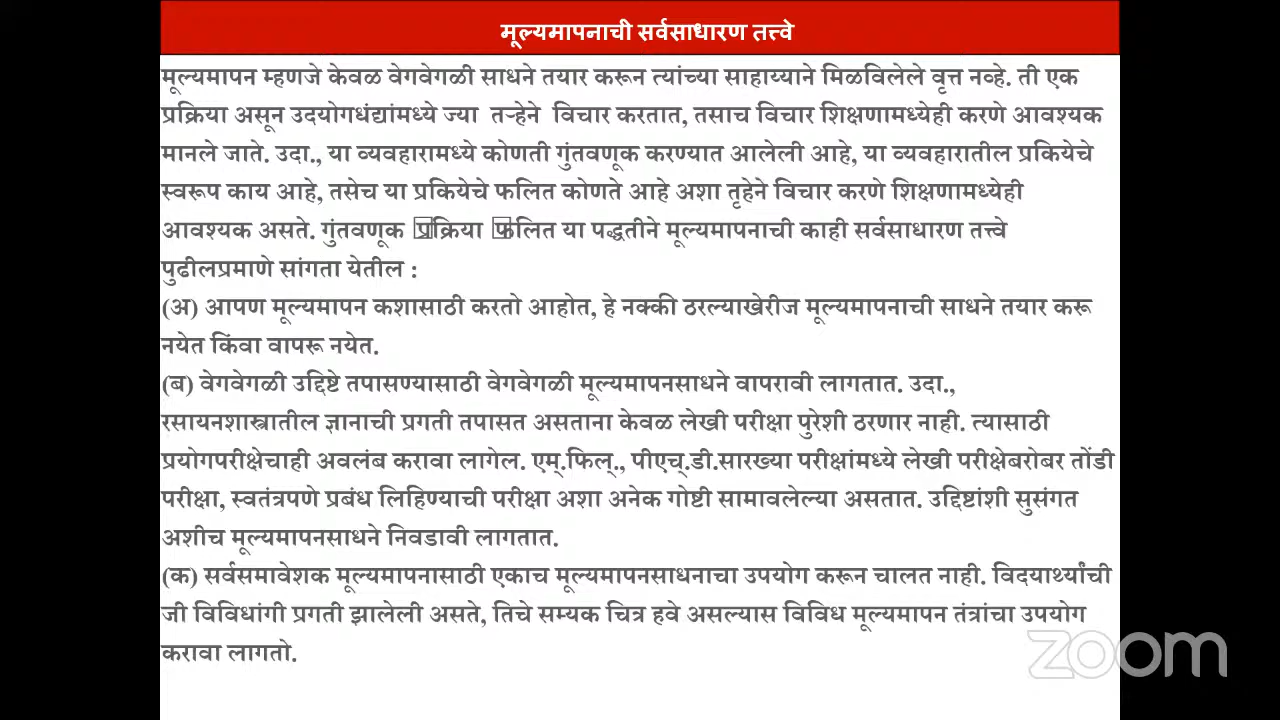 मूल्यमापनाची सर्वसाधारण तत्त्वे
मूल्यमापन म्हणजे केवळ वेगवेगळी साधने तयार करून त्यांच्या साहाय्याने मिळविलेले वृत्त नव्हे. ती एक
प्रक्रिया असून उदयोगधंद्यांमध्ये ज्या तऱ्हेने विचार करतात, तसाच विचार शिक्षणामध्येही करणे आवश्यक
मानले जाते. उदा., या व्यवहारामध्ये कोणती गुंतवणूक करण्यात आलेली आहे, या व्यवहारातील प्रकियेचे
स्वरूप काय आहे, तसेच या प्रकियेचे फलित कोणते आहे अशा तृहेने विचार करणे शिक्षणामध्येही
आवश्यक असते. गुंतवणूक प्रक्रिया फलित या पद्धतीने मूल्यमापनाची काही सर्वसाधारण तत्त्वे
पुढीलप्रमाणे सांगता येतील :
(अ) आपण मूल्यमापन कशासाठी करतो आहोत, हे नक्की ठरल्याखेरीज मूल्यमापनाची साधने तयार करू
नयेत किंवा वापरू नयेत.
(ब) वेगवेगळी उद्दिष्टे तपासण्यासाठी वेगवेगळी मूल्यमापनसाधने वापरावी लागतात. उदा.,
रसायनशास्त्रातील ज्ञानाची प्रगती तपासत असताना केवळ लेखी परीक्षा पुरेशी ठरणार नाही. त्यासाठी
प्रयोगपरीक्षेचाही अवलंब करावा लागेल. एम्.फिल्., पीएच्.डी.सारख्या परीक्षांमध्ये लेखी परीक्षेबरोबर तोंडी
परीक्षा, स्वतंत्रपणे प्रबंध लिहिण्याची परीक्षा अशा अनेक गोष्टी सामावलेल्या असतात. उद्दिष्टांशी सुसंगत
अशीच मूल्यमापनसाधने निवडावी लागतात.
(क) सर्वसमावेशक मूल्यमापनासाठी एकाच मूल्यमापनसाधनाचा उपयोग करून चालत नाही. विदयार्थ्यांची
जी विविधांगी प्रगती झालेली असते, तिचे सम्यक चित्र हवे असल्यास विविध मूल्यमापन तंत्रांचा उपयोग
करावा लागतो.
zoom